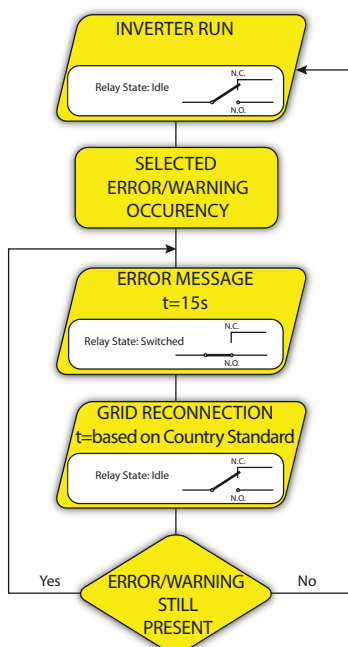 INVERTER RUN
N.C.
Relay State: Idle
N.O.
SELECTED
ERROR/WARNING
OCCURENCY
ERROR MESSAGE
t=15s
N.C.
Relay State: Switched
N.O.
GRID RECONNECTION
t=based on Country Standard
N.C.
Relay State: Idle
N.O.
Yes
ERROR/WARNING
STILL
PRESENT
No